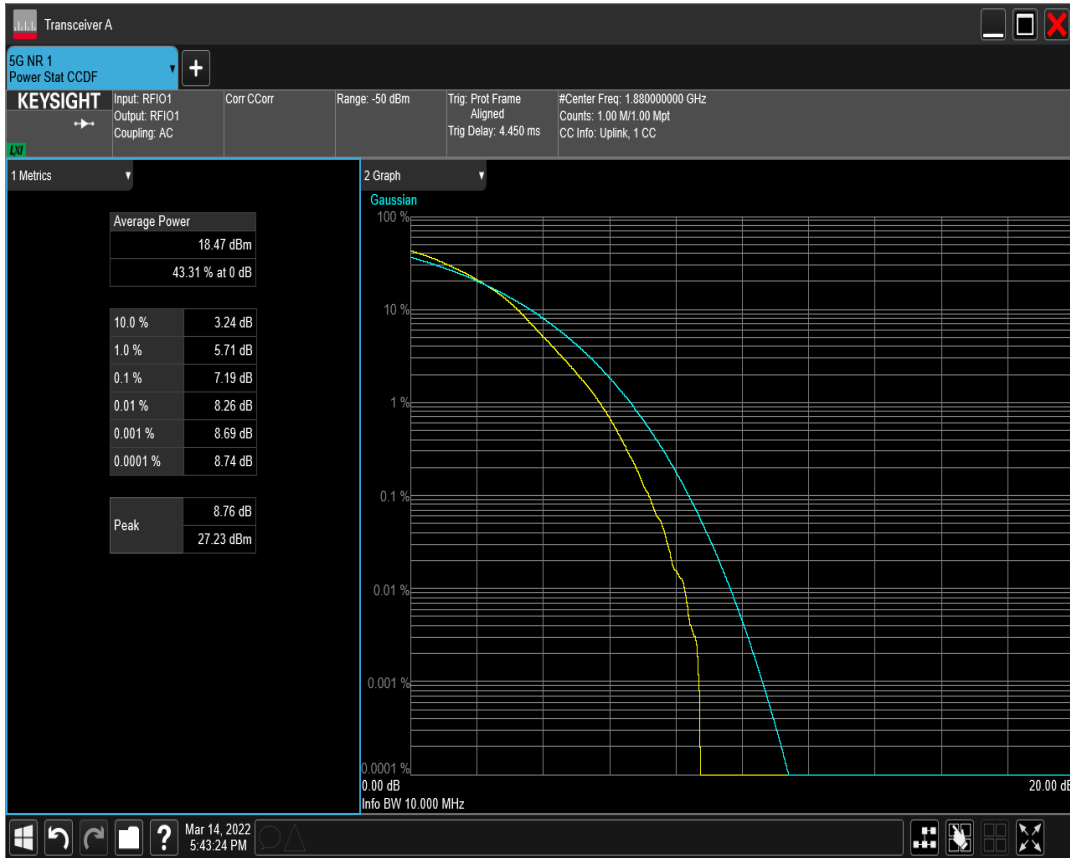 Transceiver A
5G NR 1
Power Stat CCDF
KEYSIGHT
LXI
Input: RFIO1
Output: RFIO1
Coupling: AC
Corr CCorr
Range: -50 dBm
Trig: Prot Frame
Aligned
Trig Delay: 4.450 ms
#Center Freq: 1.880000000 GHz
Counts: 1.00 M/1.00 Mpt
CC Info: Uplink, 1 CC
1 Metrics
Average Power
18.47 dBm
43.31 % at 0 dB
10.0 % 3.24 dB
1.0 % 5.71 dB
0.1 % 7.19 dB
0.01 % 8.26 dB
0.001 % 8.69 dB
0.0001 % 8.74 dB
Peak
8.76 dB
27.23 dBm
2 Graph
Gaussian
100 %
10 %
1 %
0.1 %
0.01 %
0.001 %
0.0001 %
0.00 dB 20.00 dB
Info BW 10.000 MHz
?
Mar 14, 2022
5:43:24 PM